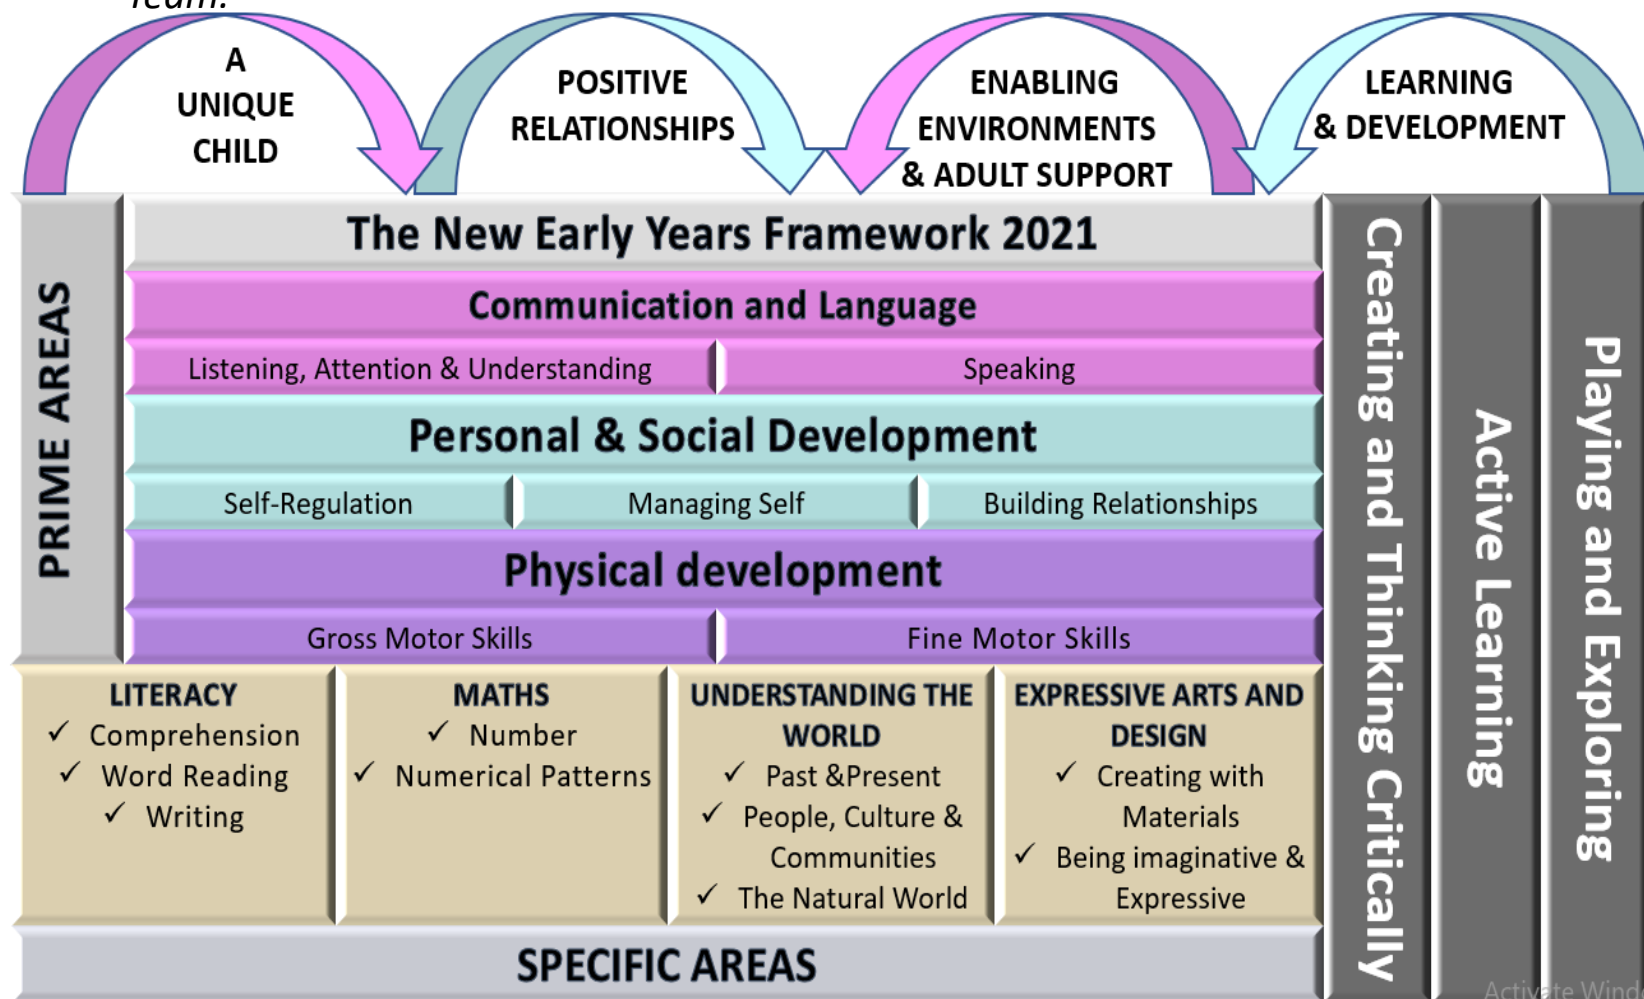 Team.
A
UNIQUE
CHILD
POSITIVE
RELATIONSHIPS
ENABLING
ENVIRONMENTS
& ADULT SUPPORT
LEARNING
& DEVELOPMENT
PRIME AREAS
The New Early Years Framework 2021
Communication and Language
Listening, Attention & Understanding
Speaking
Personal & Social Development
Self-Regulation
Managing Self
Building Relationships
Physical development
Gross Motor Skills
Fine Motor Skills
LITERACY
✓ Comprehension
✓ Word Reading
✓ Writing
MATHS
✓ Number
✓ Numerical Patterns
UNDERSTANDING THE
WORLD
✓ Past &Present
✓ People, Culture &
Communities
✓ The Natural World
EXPRESSIVE ARTS AND
DESIGN
✓ Creating with
Materials
✓ Being imaginative &
Expressive
SPECIFIC AREAS
Creating and Thinking Critically
Active Learning
Playing and Exploring
Activate